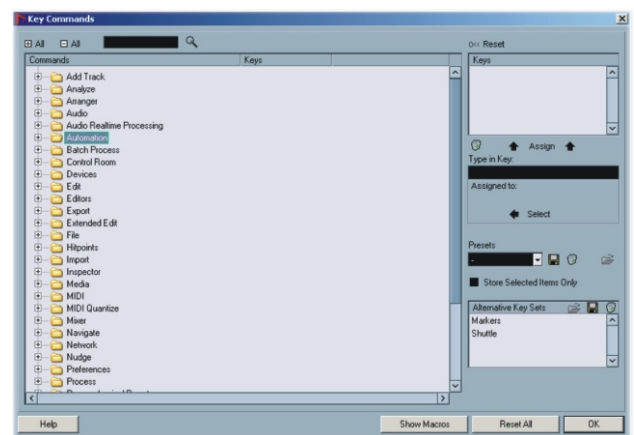 Key Commands
All All
Reset
Commands Keys
Add Track
Analyze
Arranger
Audio
Audio Realtime Processing
Automation
Batch Process
Control Room
Devices
Edit
Editors
Export
Extended Edit
File
Hitpoints
Import
Inspector
Media
MIDI
MIDI Quantize
Mixer
Navigate
Network
Nudge
Preferences
Process
Keys
Assign
Type in Key:
Assigned to:
Select
Presets
-
Store Selected Items Only
Alternative Key Sets
Markers
Shuttle
Help Show Macros Reset All OK